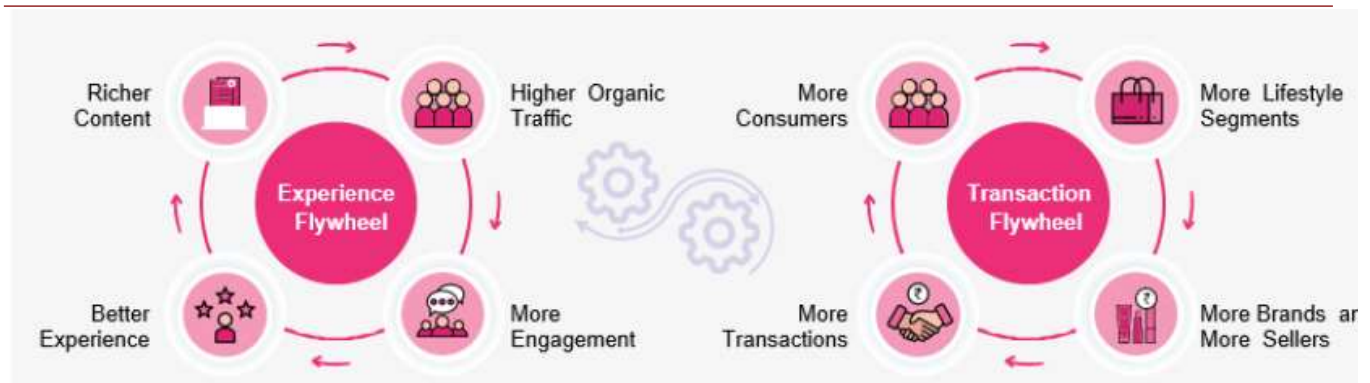 Richer
Content
Higher Organic
Traffic
Experience
Flywheel
Better
Experience
More
Engagement
More
Consumers
More Lifestyle
Segments
Transaction
Flywheel
More
Transactions
More Brands
More Sellers